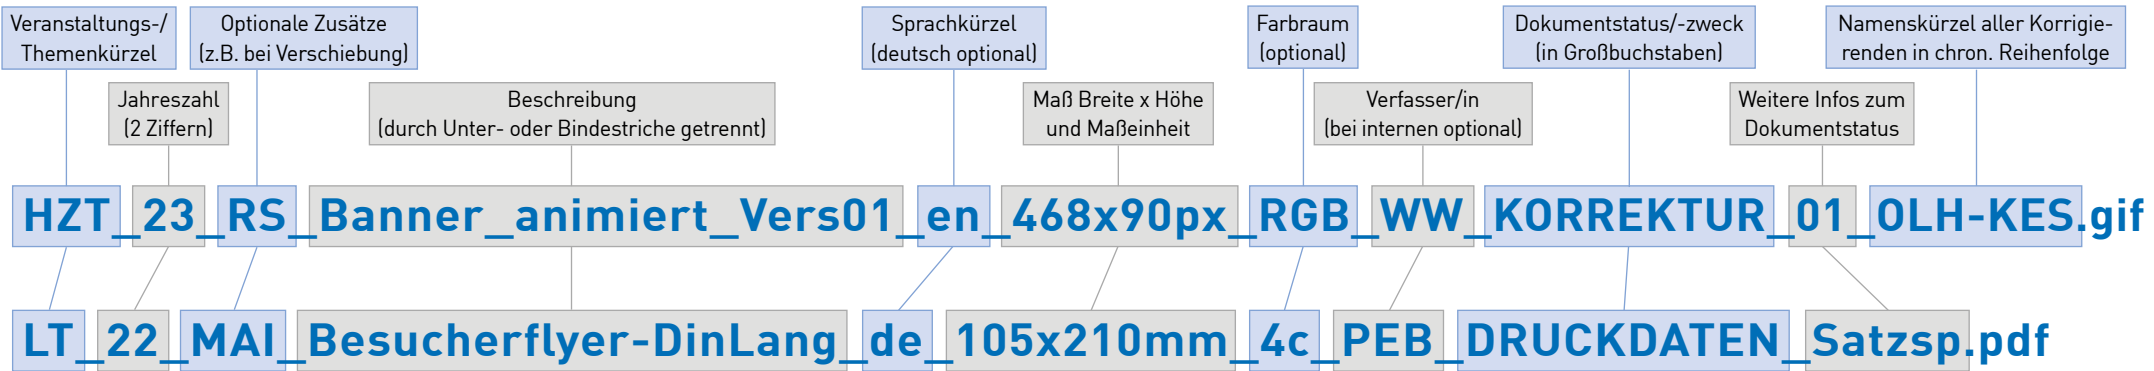 Veranstaltungs-/
Themenkürzel
Optionale Zusätze
(z.B. bei Verschiebung)
Sprachkürzel
(deutsch optional)
Farbraum
(optional)
Dokumentstatus/-zweck
(in Großbuchstaben)
Namenskürzel aller Korrigie-
renden in chron. Reihenfolge
Jahreszahl
(2 Ziffern)
Beschreibung
(durch Unter- oder Bindestriche getrennt)
Maß Breite x Höhe
und Maßeinheit
Verfasser/in
(bei internen optional)
Weitere Infos zum
Dokumentstatus
HZT_23_RS_Banner_animiert_Vers01_en_468x90px_RGB_WW_KORREKTUR_01_OLH-KES.gif
LT_22_MAI_Besucherflyer-DinLang_de_105x210mm_4c_PEB_DRUCKDATEN_Satzsp.pdf